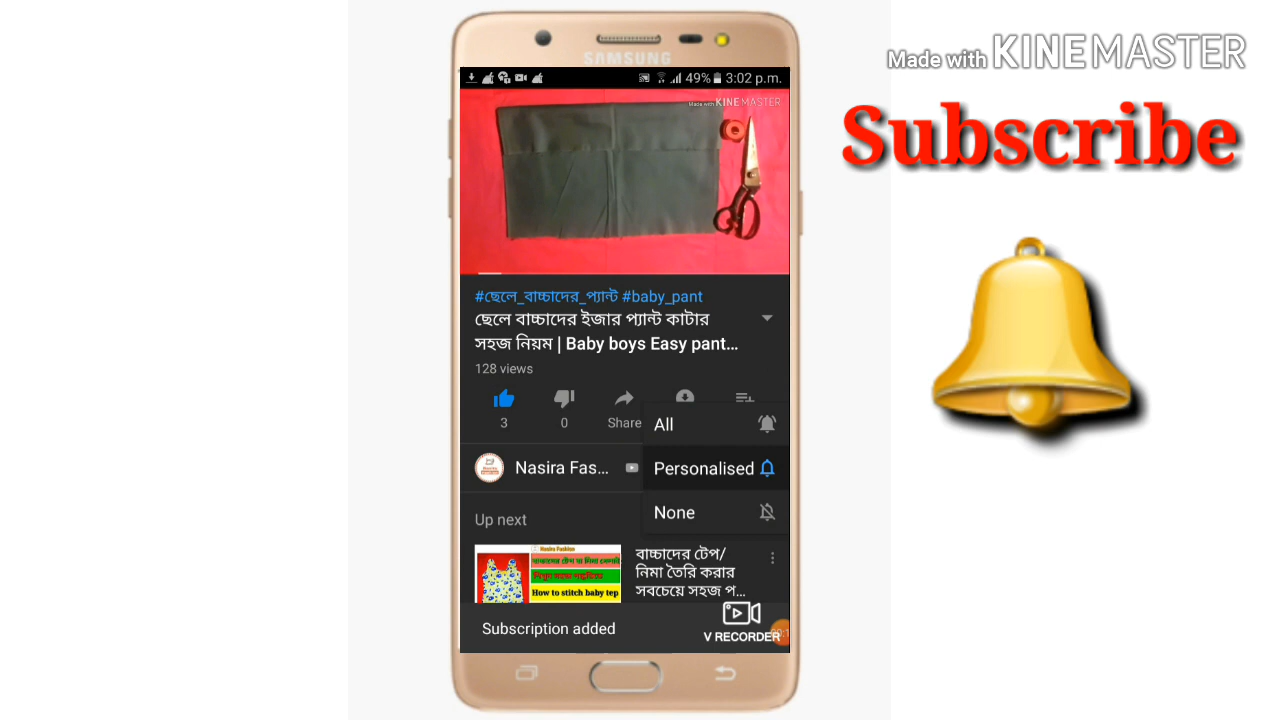 Made with KINEMASTER
Subscribe
SAMSUNG
49% 3:02 p.m.
Made with KINEMASTER
#ছেলে_বাচ্চাদের_প্যান্ট #baby_pant
ছেলে বাচ্চাদের ইজার প্যান্ট কাটার
সহজ নিয়ম | Baby boys Easy pant...
128 views
3
0
Share
All
Nasira Fas...
Personalised
None
Up next
Nasira Fashion
How to stitch baby tep
বাচ্চাদের টেপ/
নিমা তৈরি করার
সবচেয়ে সহজ প...
Subscription added
V RECORDER